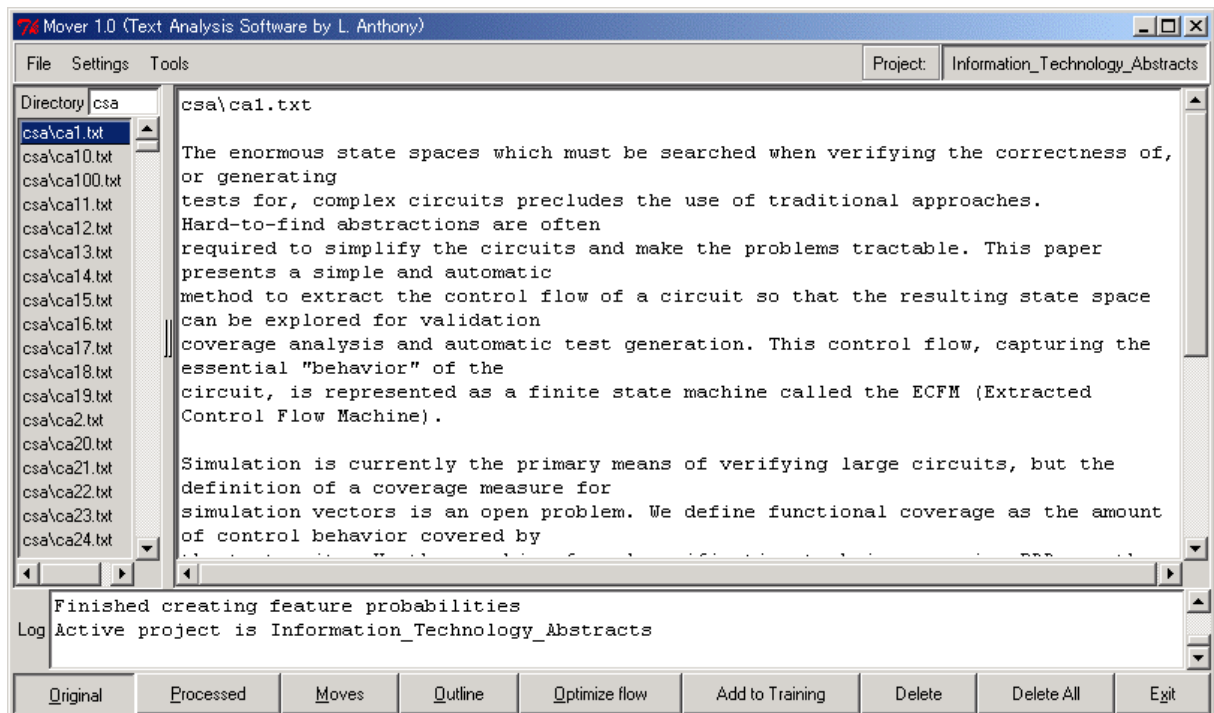 Mover 1.0 (Text Analysis Software by L. Anthony)
File Settings Tools Project: Information_Technology_Abstracts
Directory csa
csa\ca1.txt
csa\ca10.txt
csa\ca100.txt
csa\ca11.txt
csa\ca12.txt
csa\ca13.txt
csa\ca14.txt
csa\ca15.txt
csa\ca16.txt
csa\ca17.txt
csa\ca18.txt
csa\ca19.txt
csa\ca2.txt
csa\ca20.txt
csa\ca21.txt
csa\ca22.txt
csa\ca23.txt
csa\ca24.txt
csa\ca1.txt
The enormous state spaces which must be searched when verifying the correctness of,
or generating
tests for, complex circuits precludes the use of traditional approaches.
Hard-to-find abstractions are often
required to simplify the circuits and make the problems tractable. This paper
presents a simple and automatic
method to extract the control flow of a circuit so that the resulting state space
can be explored for validation
coverage analysis and automatic test generation. This control flow, capturing the
essential "behavior" of the
circuit, is represented as a finite state machine called the ECFM (Extracted
Control Flow Machine).
Simulation is currently the primary means of verifying large circuits, but the
definition of a coverage measure for
simulation vectors is an open problem. We define functional coverage as the amount
of control behavior covered by
Log
Finished creating feature probabilities
Active project is Information_Technology_Abstracts
Original Processed Moves Outline Optimize flow Add to Training Delete Delete All Exit